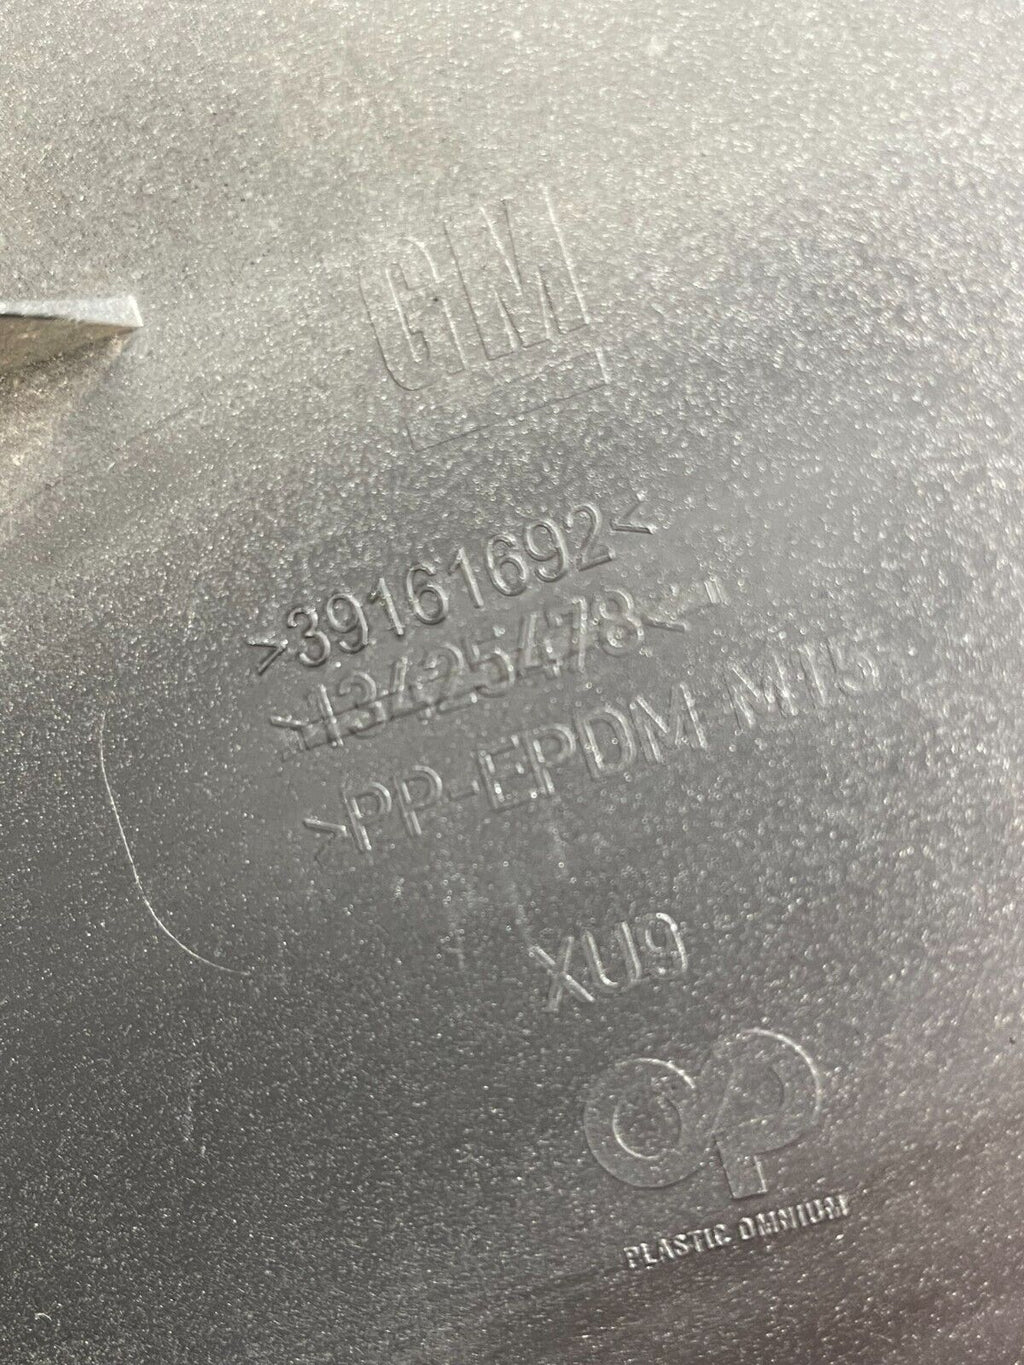 GM
>39161692<
>13425478<
>PP-EPDM M15
XU9
PLASTIC OMNIUM